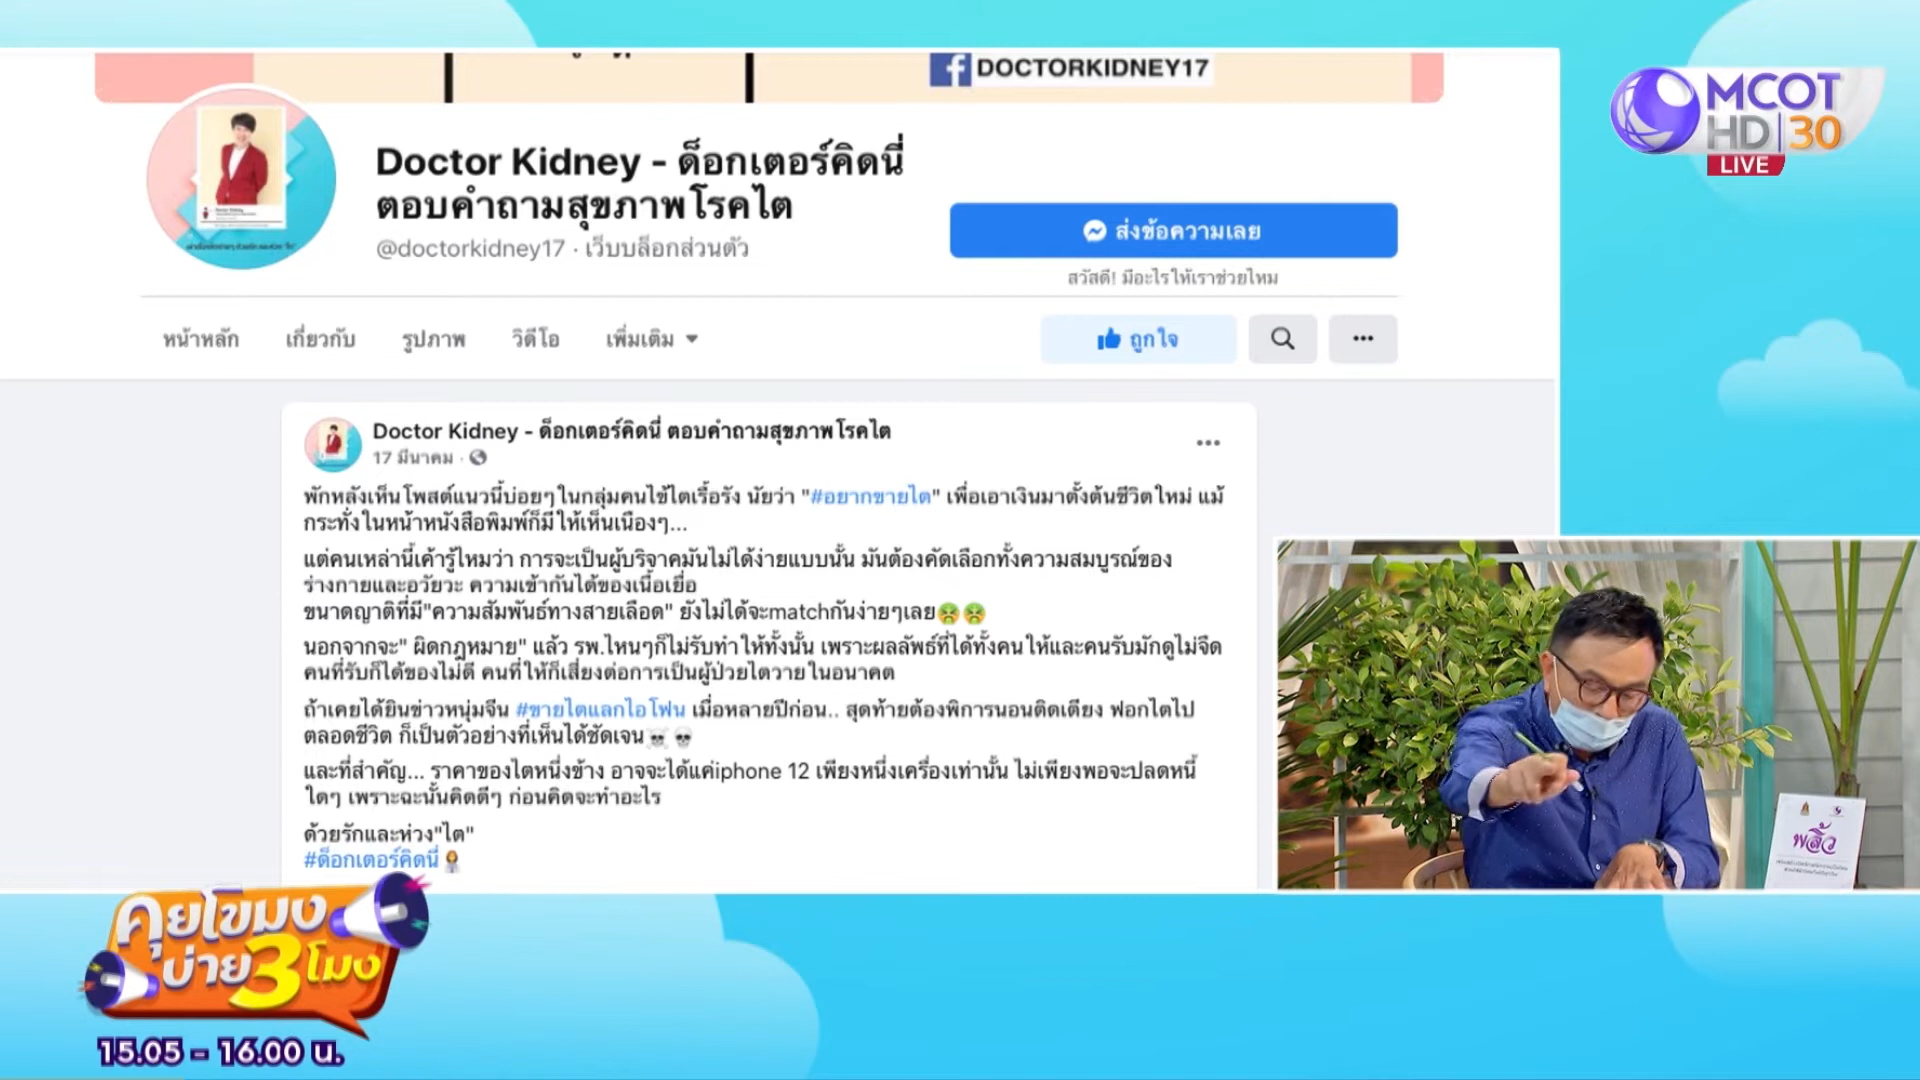 DOCTORKIDNEY17
MCOT
HD 30
LIVE
Doctor Kidney - ด็อกเตอร์คิดนี่
ตอบคำถามสุขภาพโรคไต
@doctorkidney17 · เว็บบล็อกส่วนตัว
ส่งข้อความเลย
สวัสดี! มีอะไรให้เราช่วยไหม
หน้าหลัก เกี่ยวกับ รูปภาพ วิดีโอ เพิ่มเติม
ถูกใจ
Doctor Kidney - ด็อกเตอร์คิดนี่ ตอบคำถามสุขภาพโรคไต
17 มีนาคม ·
พักหลังเห็นโพสต์แนวนี้บ่อยๆในกลุ่มคนไข้ไตเรื้อรัง นัยว่า "#อยากขายไต" เพื่อเอาเงินมาตั้งต้นชีวิตใหม่ แม้
กระทั่งในหน้าหนังสือพิมพ์ก็มีให้เห็นเนืองๆ...
แต่คนเหล่านี้เค้ารู้ไหมว่า การจะเป็นผู้บริจาคมันไม่ได้ง่ายแบบนั้น มันต้องคัดเลือกทั้งความสมบูรณ์ของ
ร่างกายและอวัยวะ ความเข้ากันได้ของเนื้อเยื่อ
ขนาดญาติที่มี"ความสัมพันธ์ทางสายเลือด" ยังไม่ได้จะmatchกันง่ายๆเลย🤮🤮
นอกจากจะ" ผิดกฎหมาย" แล้ว รพ.ไหนๆก็ไม่รับทำให้ทั้งนั้น เพราะผลลัพธ์ที่ได้ทั้งคนให้และคนรับมักดูไม่จืด
คนที่รับก็ได้ของไม่ดี คนที่ให้ก็เสี่ยงต่อการเป็นผู้ป่วยไตวายในอนาคต
ถ้าเคยได้ยินข่าวหนุ่มจีน #ขายไตแลกไอโฟน เมื่อหลายปีก่อน.. สุดท้ายต้องพิการนอนติดเตียง ฟอกไตไป
ตลอดชีวิต ก็เป็นตัวอย่างที่เห็นได้ชัดเจน☠️💀
และที่สำคัญ... ราคาของไตหนึ่งข้าง อาจจะได้แค่iphone 12 เพียงหนึ่งเครื่องเท่านั้น ไม่เพียงพอจะปลดหนี้
ใดๆ เพราะฉะนั้นคิดดีๆ ก่อนคิดจะทำอะไร
ด้วยรักและห่วง"ไต"
#ด็อกเตอร์คิดนี่
พลิ้ว
คุยโขมง
บ่าย 3 โมง
15.05 - 16.00 น.